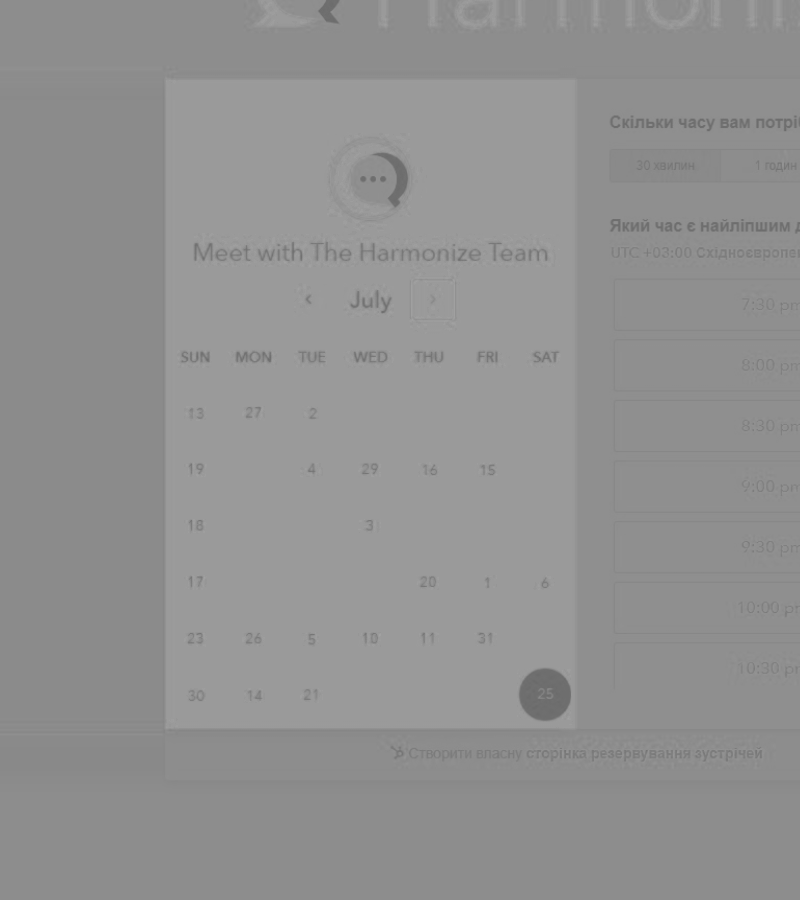 Harmoni
Скільки часу вам потрі
30 хвилин
1 годин
Який час є найліпшим д
UTC +03:00 Східноєвропе
Meet with The Harmonize Team
July
SUN MON TUE WED THU FRI SAT
13 27 2
19 4 29 16 15
18 3
17 20 1 6
23 26 5 10 11 31
30 14 21 25
7:30 pm
8:00 pm
8:30 pm
9:00 pm
9:30 pm
10:00 pm
10:30 pm
Створити власну сторінка резервування зустрічей